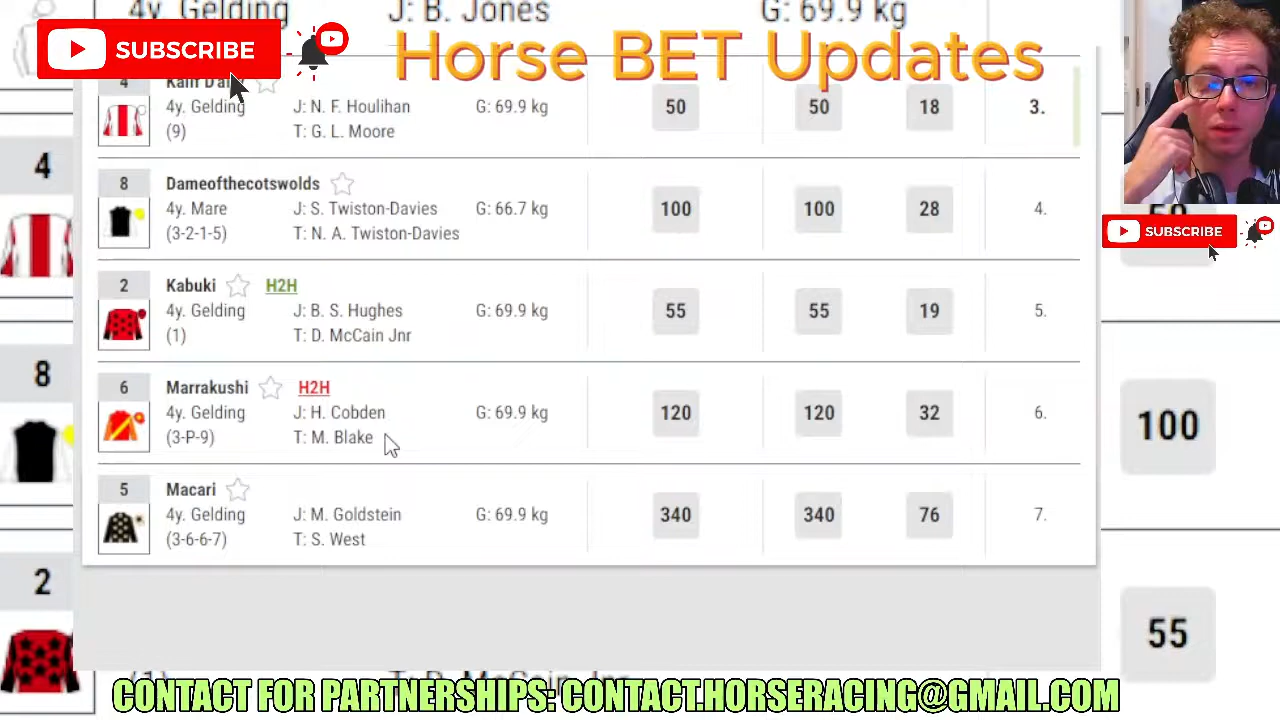 4y. Gelding J: B. Jones G: 69.9 kg
SUBSCRIBE
Horse BET Updates
4
4y. Gelding J: N. F. Houlihan G: 69.9 kg 50 50 18 3.
(9) T: G. L. Moore
8 Dameofthecotswolds
4y. Mare J: S. Twiston-Davies G: 66.7 kg 100 100 28 4.
(3-2-1-5) T: N. A. Twiston-Davies
2 Kabuki H2H
4y. Gelding J: B. S. Hughes G: 69.9 kg 55 55 19 5.
(1) T: D. McCain Jnr
6 Marrakushi H2H
4y. Gelding J: H. Cobden G: 69.9 kg 120 120 32 6.
(3-P-9) T: M. Blake
5 Macari
4y. Gelding J: M. Goldstein G: 69.9 kg 340 340 76 7.
(3-6-6-7) T: S. West
4
8
2
SUBSCRIBE
100
55
CONTACT FOR PARTNERSHIPS: CONTACT.HORSERACING@GMAIL.COM